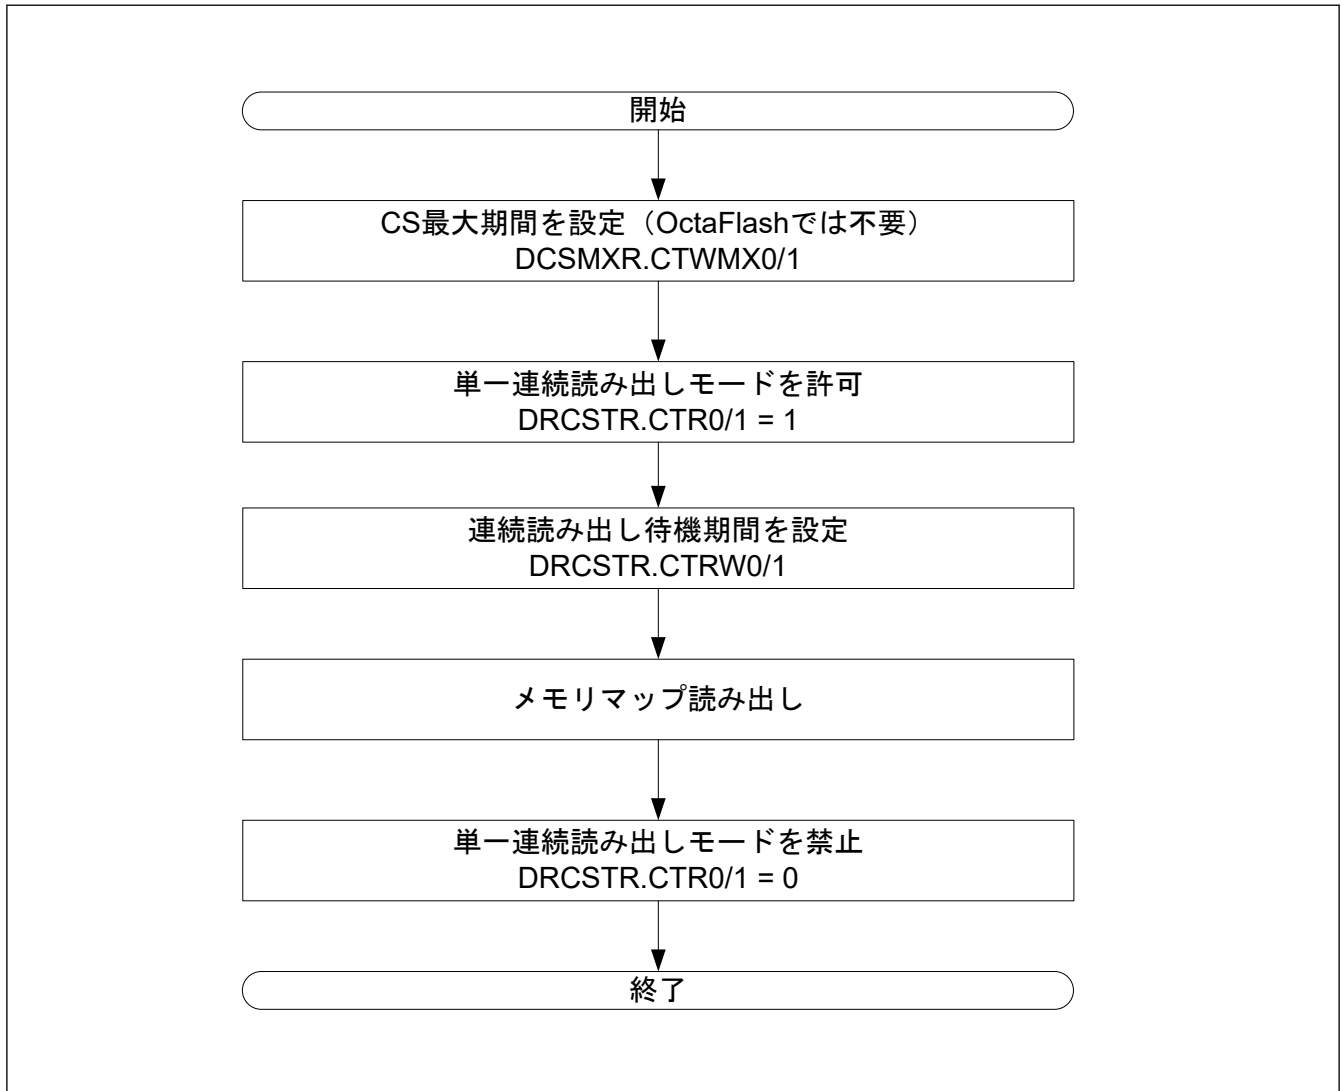 開始
CS最大期間を設定（OctaFlashでは不要）
DCSMXR.CTWMX0/1
単一連続読み出しモードを許可
DRCSTR.CTR0/1 = 1
連続読み出し待機期間を設定
DRCSTR.CTRW0/1
メモリマップ読み出し
単一連続読み出しモードを禁止
DRCSTR.CTR0/1 = 0
終了